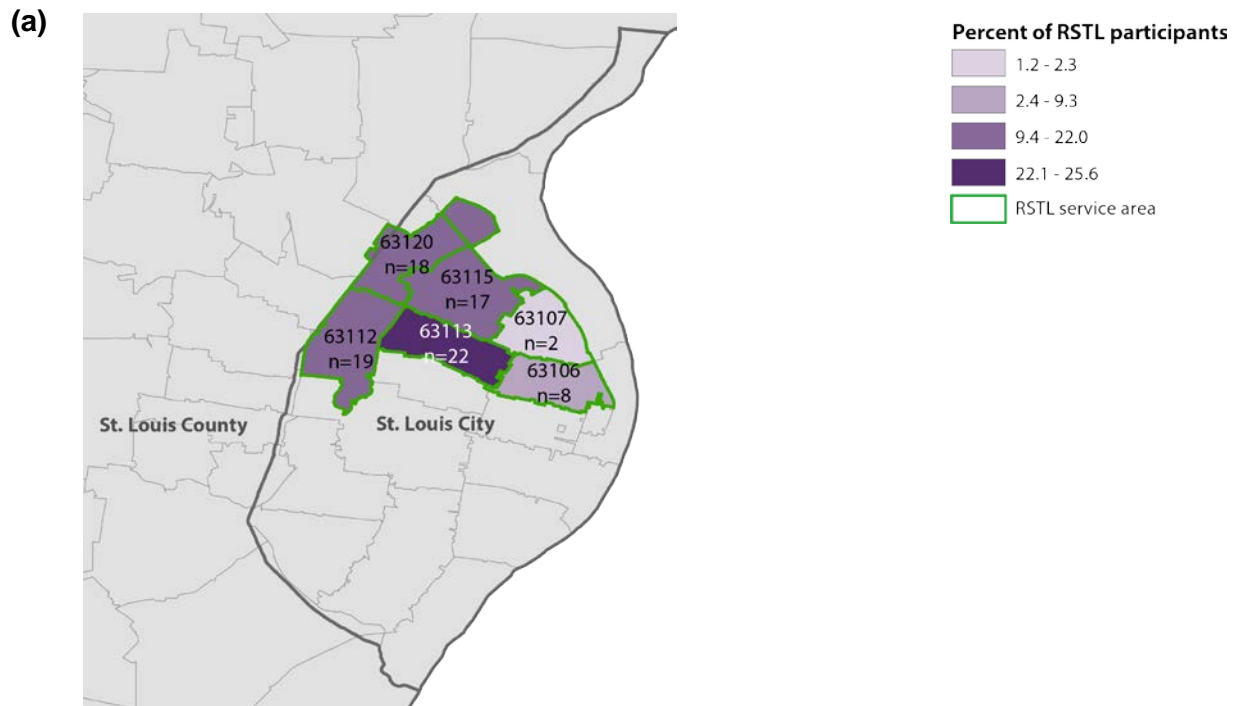 (a)
Percent of RSTL participants
1.2 - 2.3
2.4 - 9.3
9.4 - 22.0
22.1 - 25.6
RSTL service area
63120
n=18
63115
n=17
63107
n=2
63112
n=19
63113
n=22
63106
n=8
St. Louis County
St. Louis City